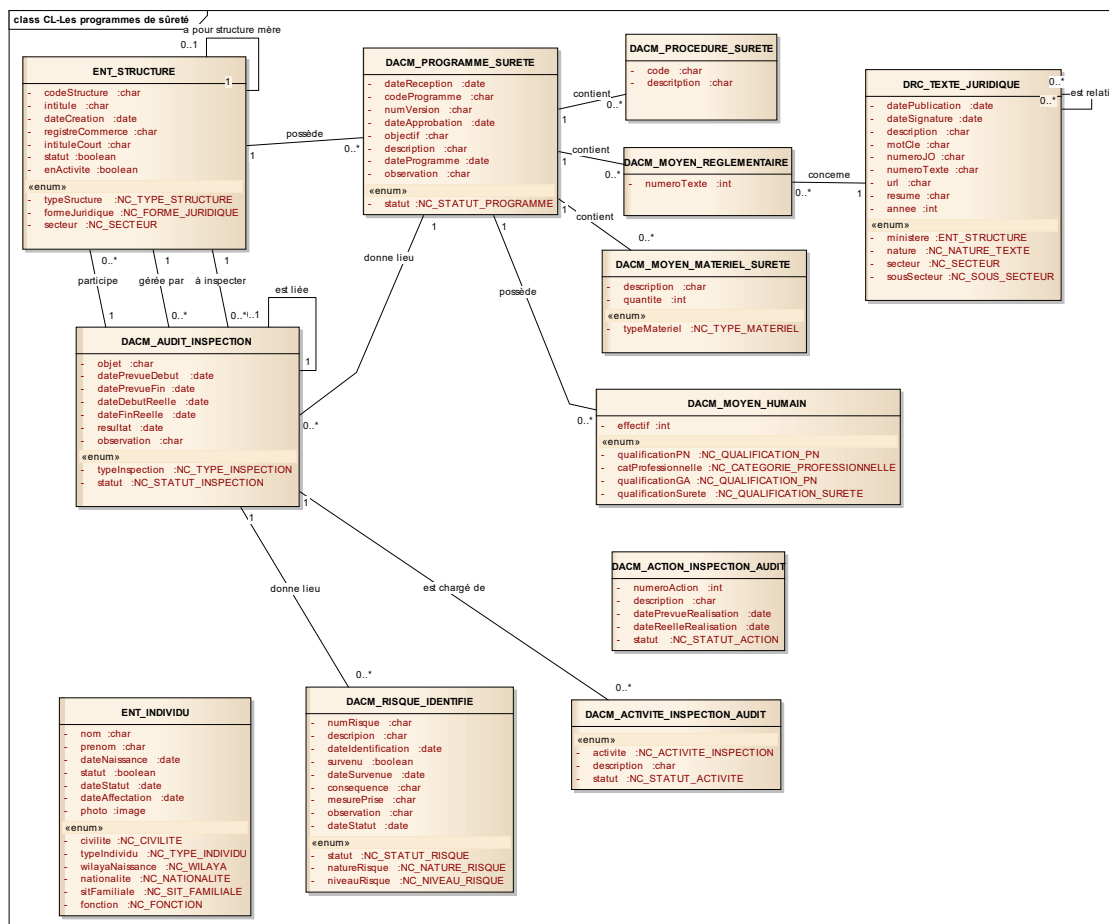 class CL-Les programmes de sûreté
a pour structure mère
0..1
1
ENT_STRUCTURE
- codeStructure :char
- intitule :char
- dateCreation :date
- registreCommerce :char
- intituleCourt :char
- statut :boolean
- enActivite :boolean
«enum»
- typeSructure :NC_TYPE_STRUCTURE
- formeJuridique :NC_FORME_JURIDIQUE
- secteur :NC_SECTEUR
possède
1
0..*
DACM_PROGRAMME_SURETE
- dateReception :date
- codeProgramme :char
- numVersion :char
- dateApprobation :date
- objectif :char
- description :char
- dateProgramme :date
- observation :char
«enum»
- statut :NC_STATUT_PROGRAMME
contient
1
0..*
DACM_PROCEDURE_SURETE
- code :char
- descritption :char
contient
1
0..*
DACM_MOYEN_REGLEMENTAIRE
- numeroTexte :int
concerne
0..*
1
DRC_TEXTE_JURIDIQUE
- datePublication :date
- dateSignature :date
- description :char
- motCle :char
- numeroJO :char
- numeroTexte :char
- url :char
- resume :char
- annee :int
«enum»
- ministere :ENT_STRUCTURE
- nature :NC_NATURE_TEXTE
- secteur :NC_SECTEUR
- sousSecteur :NC_SOUS_SECTEUR
0..*
est relati
0..*
contient
1
0..*
DACM_MOYEN_MATERIEL_SURETE
- description :char
- quantite :int
«enum»
- typeMateriel :NC_TYPE_MATERIEL
0..*
1
1
participe
gérée par
à inspecter
1
0..*
0..*
0..1
est liée
1
DACM_AUDIT_INSPECTION
- objet :char
- datePrevueDebut :date
- datePrevueFin :date
- dateDebutReelle :date
- dateFinReelle :date
- resultat :date
- observation :char
«enum»
- typeInspection :NC_TYPE_INSPECTION
- statut :NC_STATUT_INSPECTION
1
donne lieu
0..*
1
possède
0..*
DACM_MOYEN_HUMAIN
- effectif :int
«enum»
- qualificationPN :NC_QUALIFICATION_PN
- catProfessionnelle :NC_CATEGORIE_PROFESSIONNELLE
- qualificationGA :NC_QUALIFICATION_PN
- qualificationSurete :NC_QUALIFICATION_SURETE
DACM_ACTION_INSPECTION_AUDIT
- numeroAction :int
- description :char
- datePrevueRealisation :date
- dateReelleRealisation :date
- statut :NC_STATUT_ACTION
1
donne lieu
0..*
1
est chargé de
0..*
ENT_INDIVIDU
- nom :char
- prenom :char
- dateNaissance :date
- statut :boolean
- dateStatut :date
- dateAffectation :date
- photo :image
«enum»
- civilite :NC_CIVILITE
- typeIndividu :NC_TYPE_INDIVIDU
- wilayaNaissance :NC_WILAYA
- nationalite :NC_NATIONALITE
- sitFamiliale :NC_SIT_FAMILIALE
- fonction :NC_FONCTION
DACM_RISQUE_IDENTIFIE
- numRisque :char
- descripion :char
- dateIdentification :date
- survenu :boolean
- dateSurvenue :date
- consequence :char
- mesurePrise :char
- observation :char
- dateStatut :date
«enum»
- statut :NC_STATUT_RISQUE
- natureRisque :NC_NATURE_RISQUE
- niveauRisque :NC_NIVEAU_RISQUE
DACM_ACTIVITE_INSPECTION_AUDIT
«enum»
- activite :NC_ACTIVITE_INSPECTION
- description :char
- statut :NC_STATUT_ACTIVITE